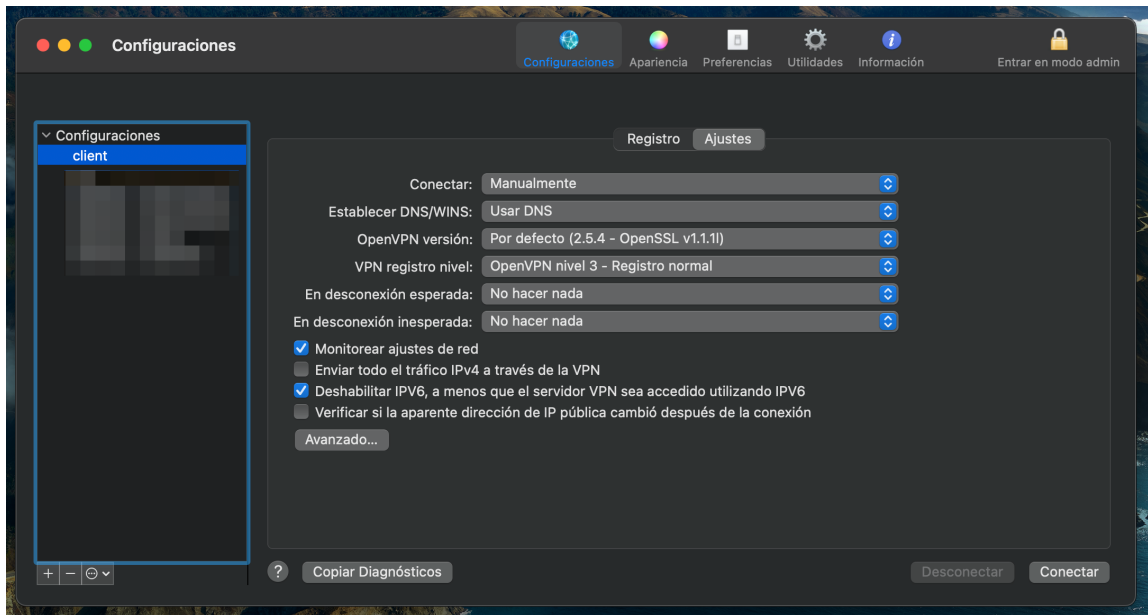 Configuraciones
Configuraciones Apariencia Preferencias Utilidades Información Entrar en modo admin
Configuraciones
client
Registro Ajustes
Conectar: Manualmente
Establecer DNS/WINS: Usar DNS
OpenVPN versión: Por defecto (2.5.4 - OpenSSL v1.1.1l)
VPN registro nivel: OpenVPN nivel 3 - Registro normal
En desconexión esperada: No hacer nada
En desconexión inesperada: No hacer nada
Monitorear ajustes de red
Enviar todo el tráfico IPv4 a través de la VPN
Deshabilitar IPV6, a menos que el servidor VPN sea accedido utilizando IPV6
Verificar si la aparente dirección de IP pública cambió después de la conexión
Avanzado...
? Copiar Diagnósticos Desconectar Conectar